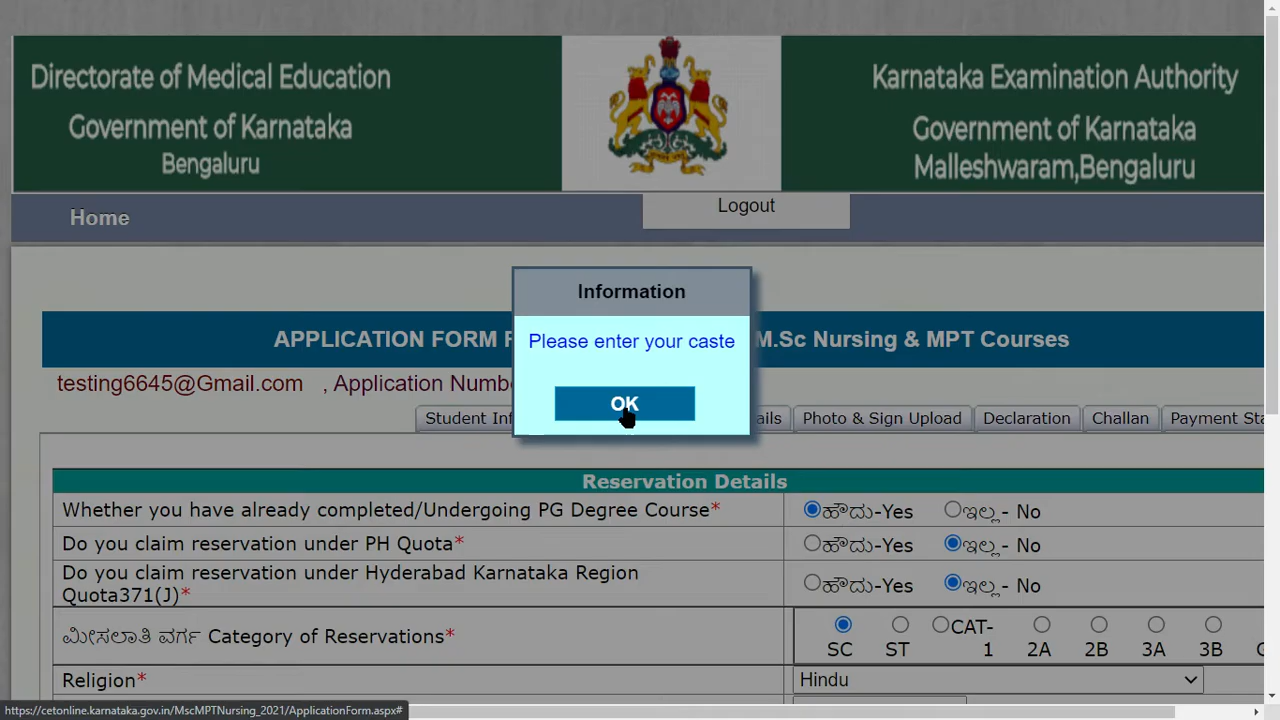 Directorate of Medical Education
Government of Karnataka
Bengaluru
Karnataka Examination Authority
Government of Karnataka
Malleshwaram,Bengaluru
Home
Logout
Information
Please enter your caste
OK
APPLICATION FORM M.Sc Nursing & MPT Courses
testing6645@Gmail.com , Application
Student Photo & Sign Upload Declaration Challan Payment
Reservation Details
Whether you have already completed/Undergoing PG Degree Course* ಹೌದು-Yes ಇಲ್ಲ- No
Do you claim reservation under PH Quota* ಹೌದು-Yes ಇಲ್ಲ- No
Do you claim reservation under Hyderabad Karnataka Region
Quota371(J)* ಹೌದು-Yes ಇಲ್ಲ- No
ಮೀಸಲಾತಿ ವರ್ಗ Category of Reservations* SC ST CAT-1 2A 2B 3A 3B
Religion* Hindu
https://cetonline.karnataka.gov.in/MscMPTNursing_2021/ApplicationForm.aspx#